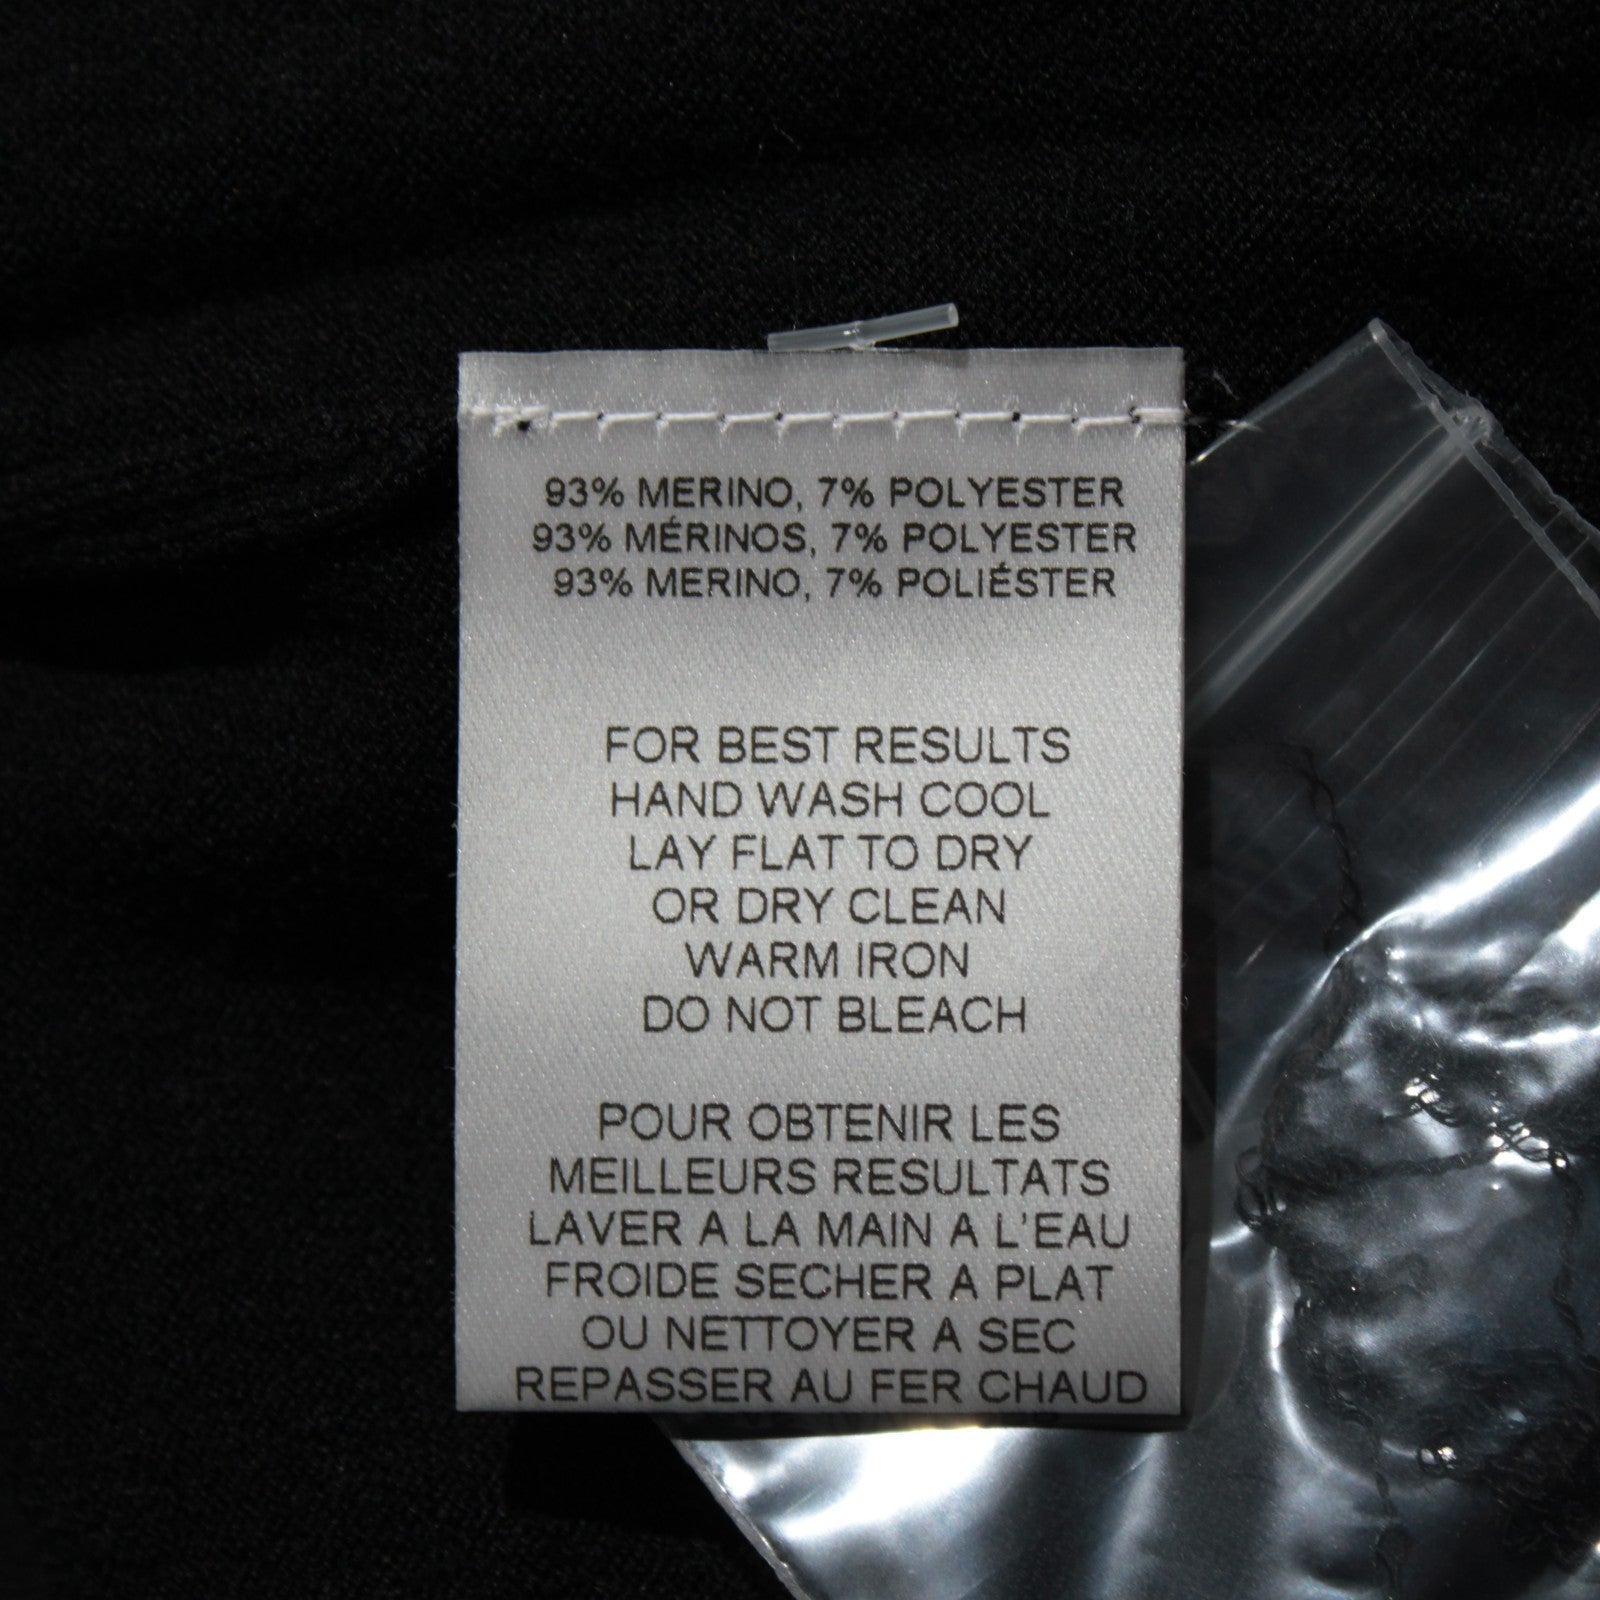 93% MERINO, 7% POLYESTER
93% MÉRINOS, 7% POLYESTER
93% MERINO, 7% POLIÉSTER
FOR BEST RESULTS
HAND WASH COOL
LAY FLAT TO DRY
OR DRY CLEAN
WARM IRON
DO NOT BLEACH
POUR OBTENIR LES
MEILLEURS RESULTATS
LAVER A LA MAIN A L'EAU
FROIDE SECHER A PLAT
OU NETTOYER A SEC
REPASSER AU FER CHAUD